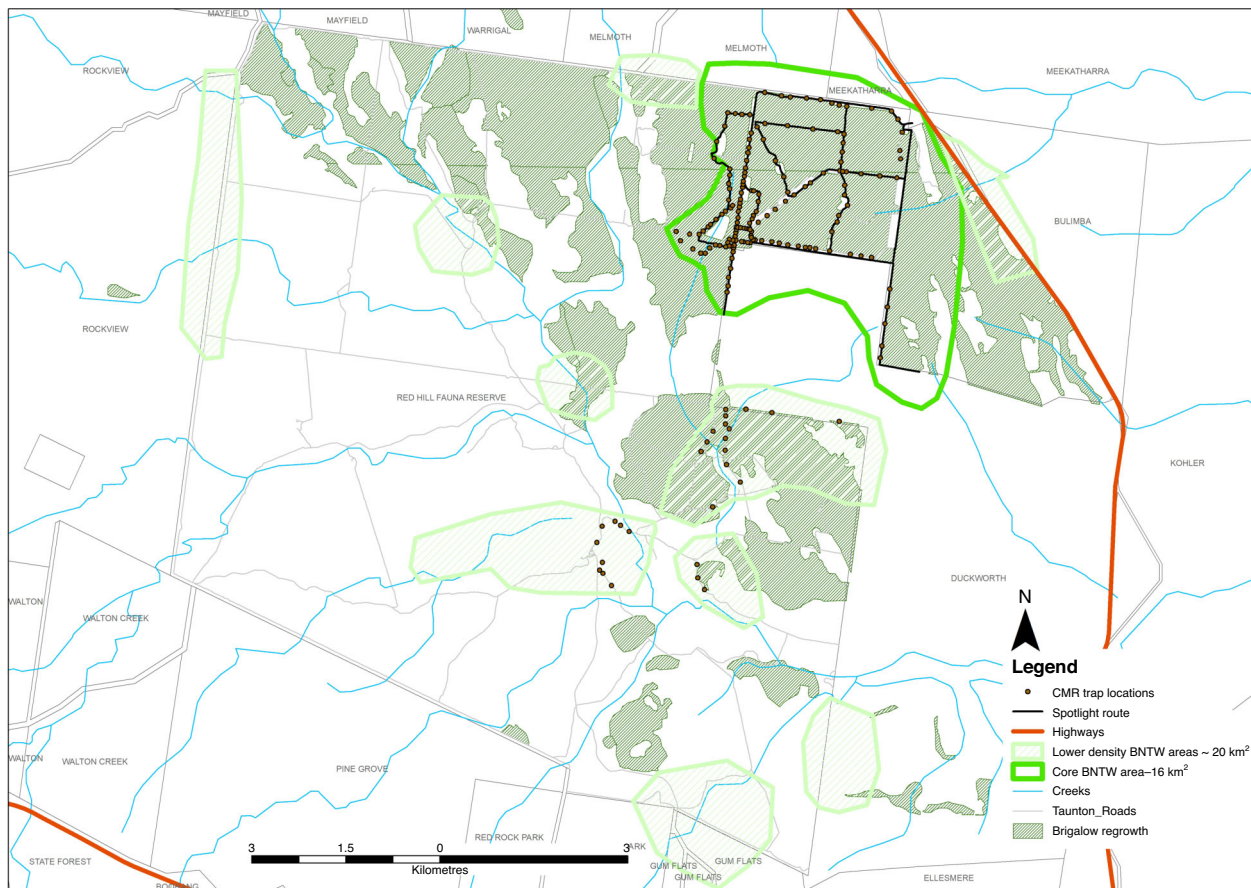 MAYFIELD
MAYFIELD
WARRIGAL
MELMOTH
MELMOTH
ROCKVIEW
MEEKATHARRA
MEEKATHARRA
BULIMBA
ROCKVIEW
RED HILL FAUNA RESERVE
KOHLER
DUCKWORTH
WALTON
WALTON CREEK
N
Legend
CMR trap locations
Spotlight route
Highways
Lower density BNTW areas ~ 20 km²
Core BNTW area–16 km²
Creeks
Taunton_Roads
Brigalow regrowth
WALTON
WALTON CREEK
PINE GROVE
RED ROCK PARK
3 1.5 0 3
Kilometres
GUM FLATS
GUM FLATS
GUM FLATS
STATE FOREST
ELLESMERE